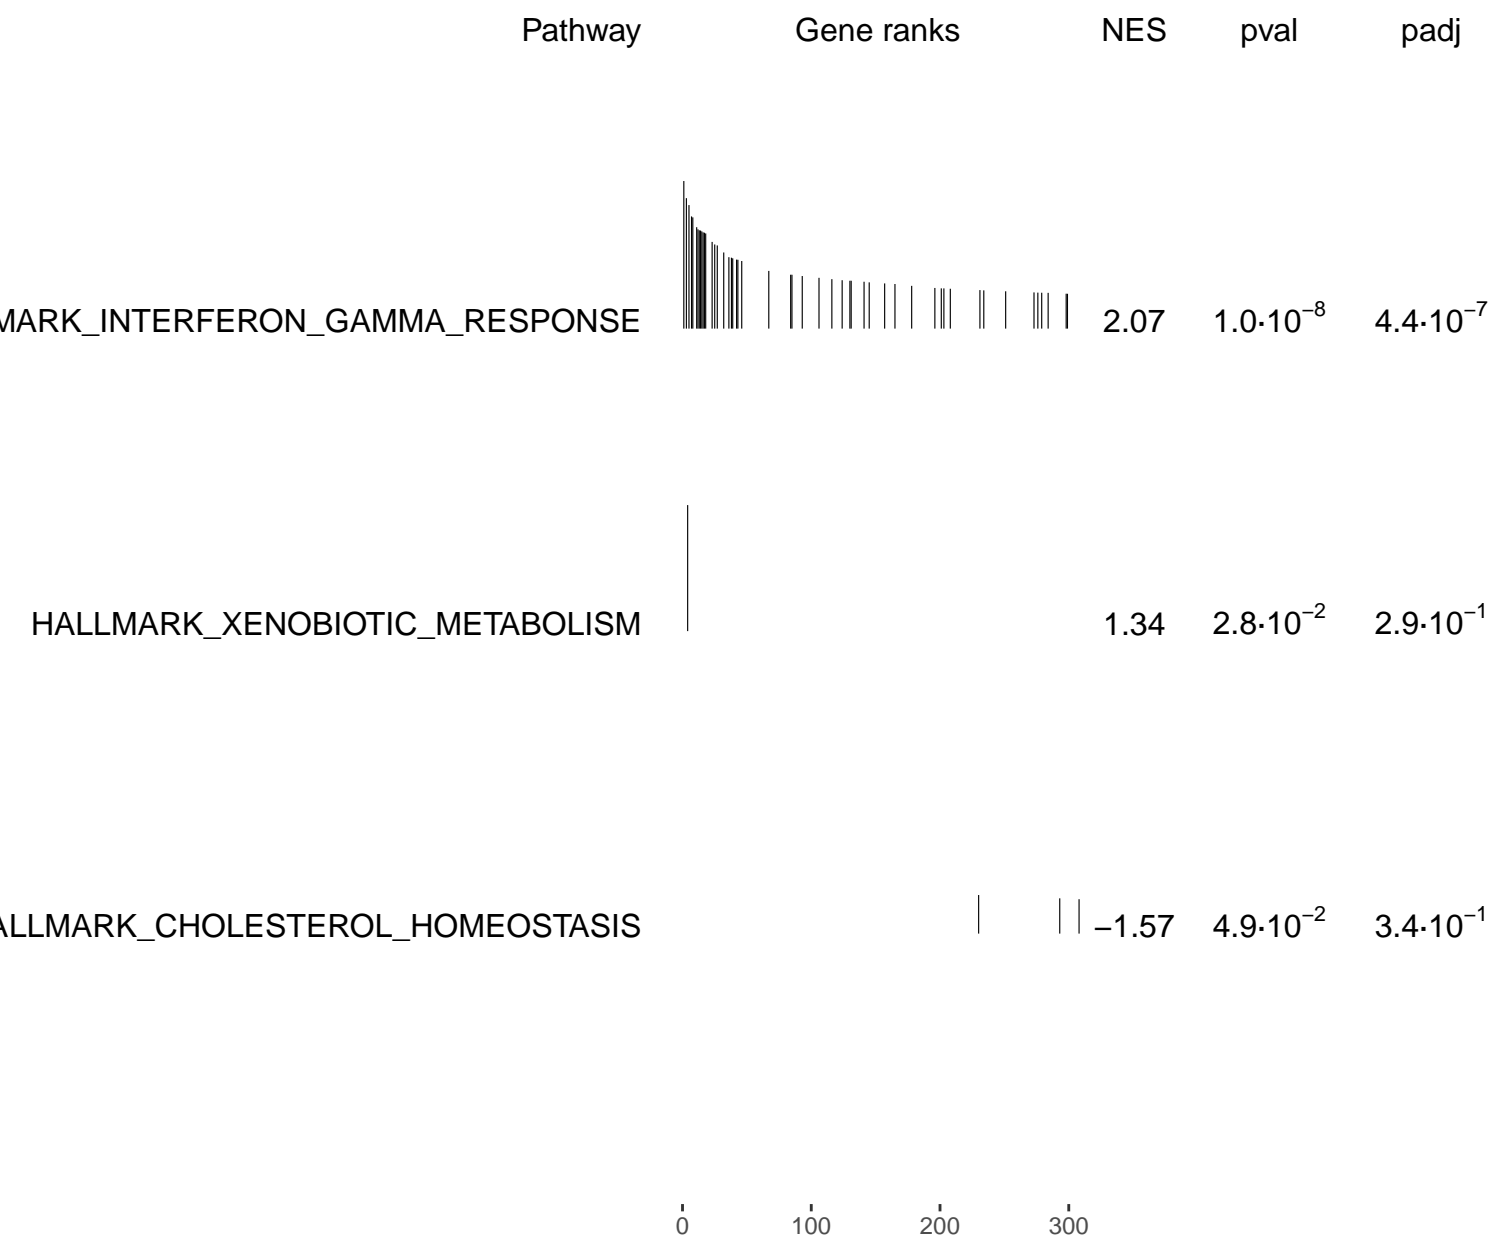 Pathway Gene ranks NES pval padj
MARK_INTERFERON_GAMMA_RESPONSE 2.07 1.0·10⁻⁸ 4.4·10⁻⁷
HALLMARK_XENOBIOTIC_METABOLISM 1.34 2.8·10⁻² 2.9·10⁻¹
ALLMARK_CHOLESTEROL_HOMEOSTASIS −1.57 4.9·10⁻² 3.4·10⁻¹
0 100 200 300